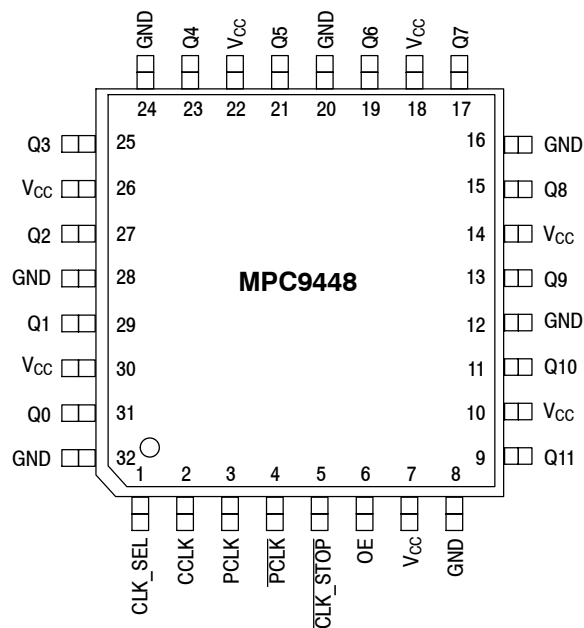 GND Q4 VCC Q5 GND Q6 VCC Q7
24 23 22 21 20 19 18 17
Q3 25
VCC 26
Q2 27
GND 28
Q1 29
VCC 30
Q0 31
GND 32
MPC9448
16 GND
15 Q8
14 VCC
13 Q9
12 GND
11 Q10
10 VCC
9 Q11
1 2 3 4 5 6 7 8
CLK_SEL CCLK PCLK P̅C̅L̅K̅ C̅L̅K̅_̅S̅T̅O̅P̅ OE VCC GND